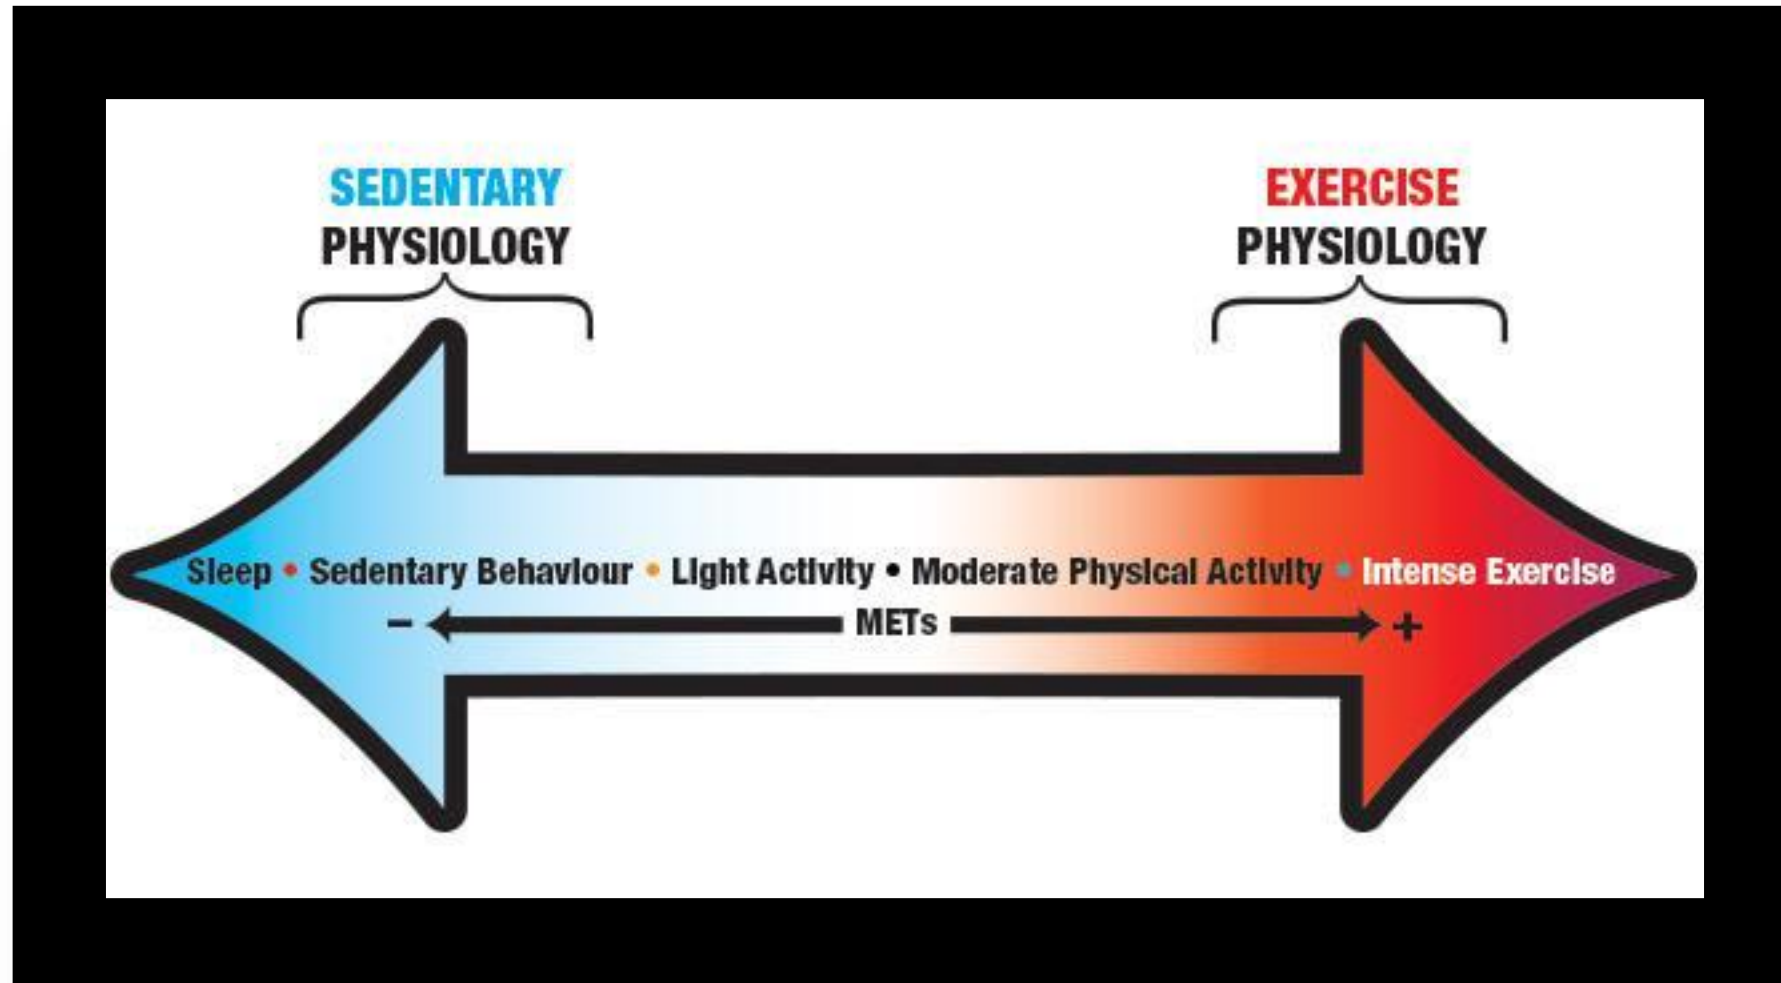 SEDENTARY
PHYSIOLOGY
EXERCISE
PHYSIOLOGY
Sleep • Sedentary Behaviour • Light Activity • Moderate Physical Activity • Intense Exercise
− METs +